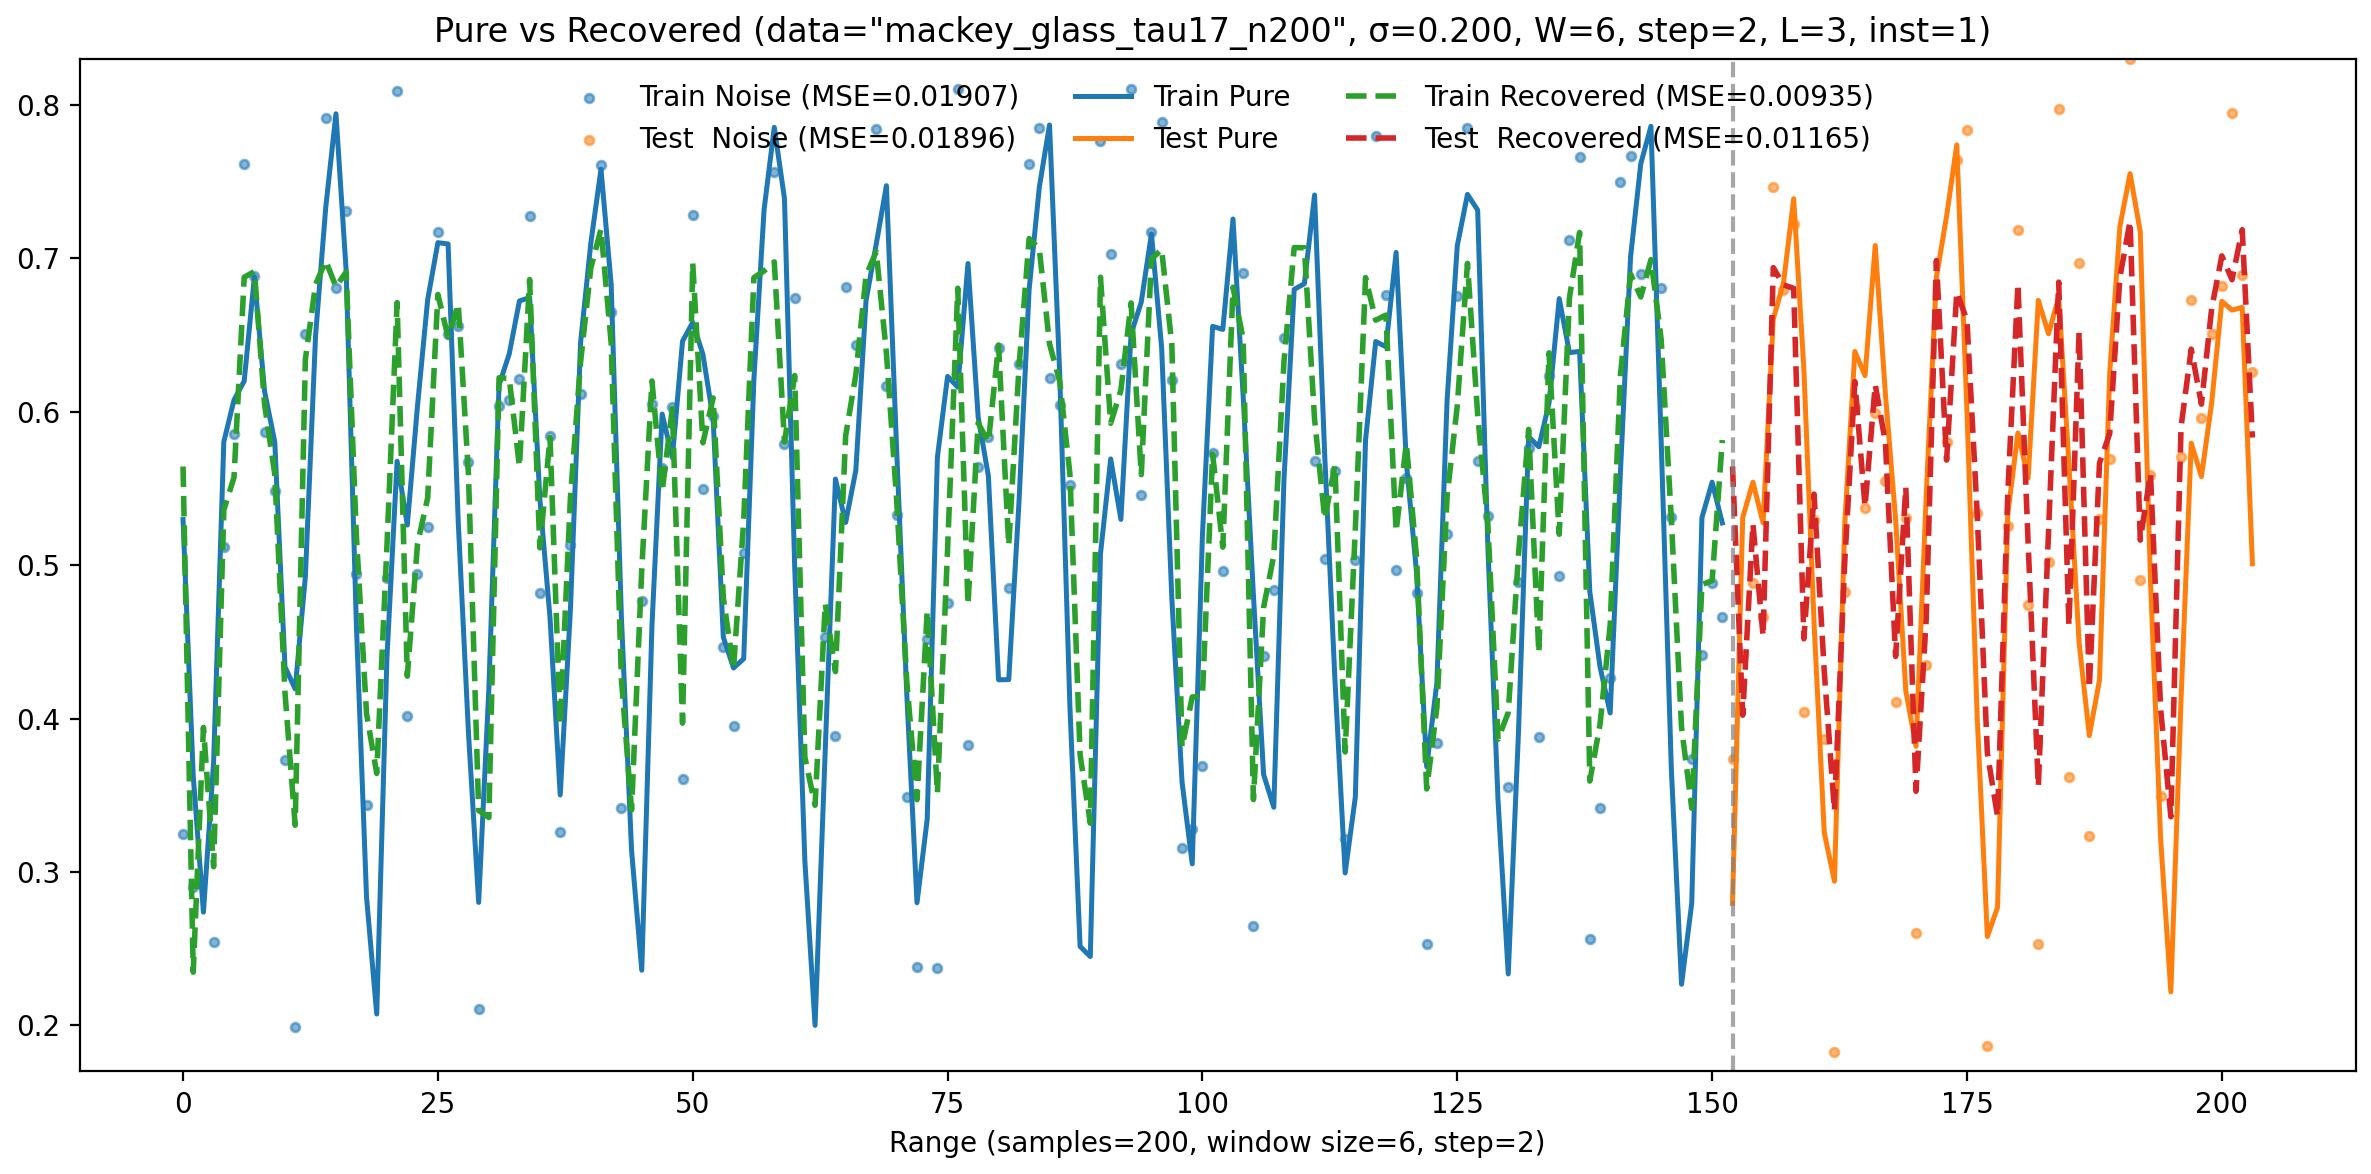 Pure vs Recovered (data="mackey_glass_tau17_n200", σ=0.200, W=6, step=2, L=3, inst=1)
Train Noise (MSE=0.01907)
Test  Noise (MSE=0.01896)
Train Pure
Test Pure
Train Recovered (MSE=0.00935)
Test  Recovered (MSE=0.01165)
0.8
0.7
0.6
0.5
0.4
0.3
0.2
0 25 50 75 100 125 150 175 200
Range (samples=200, window size=6, step=2)